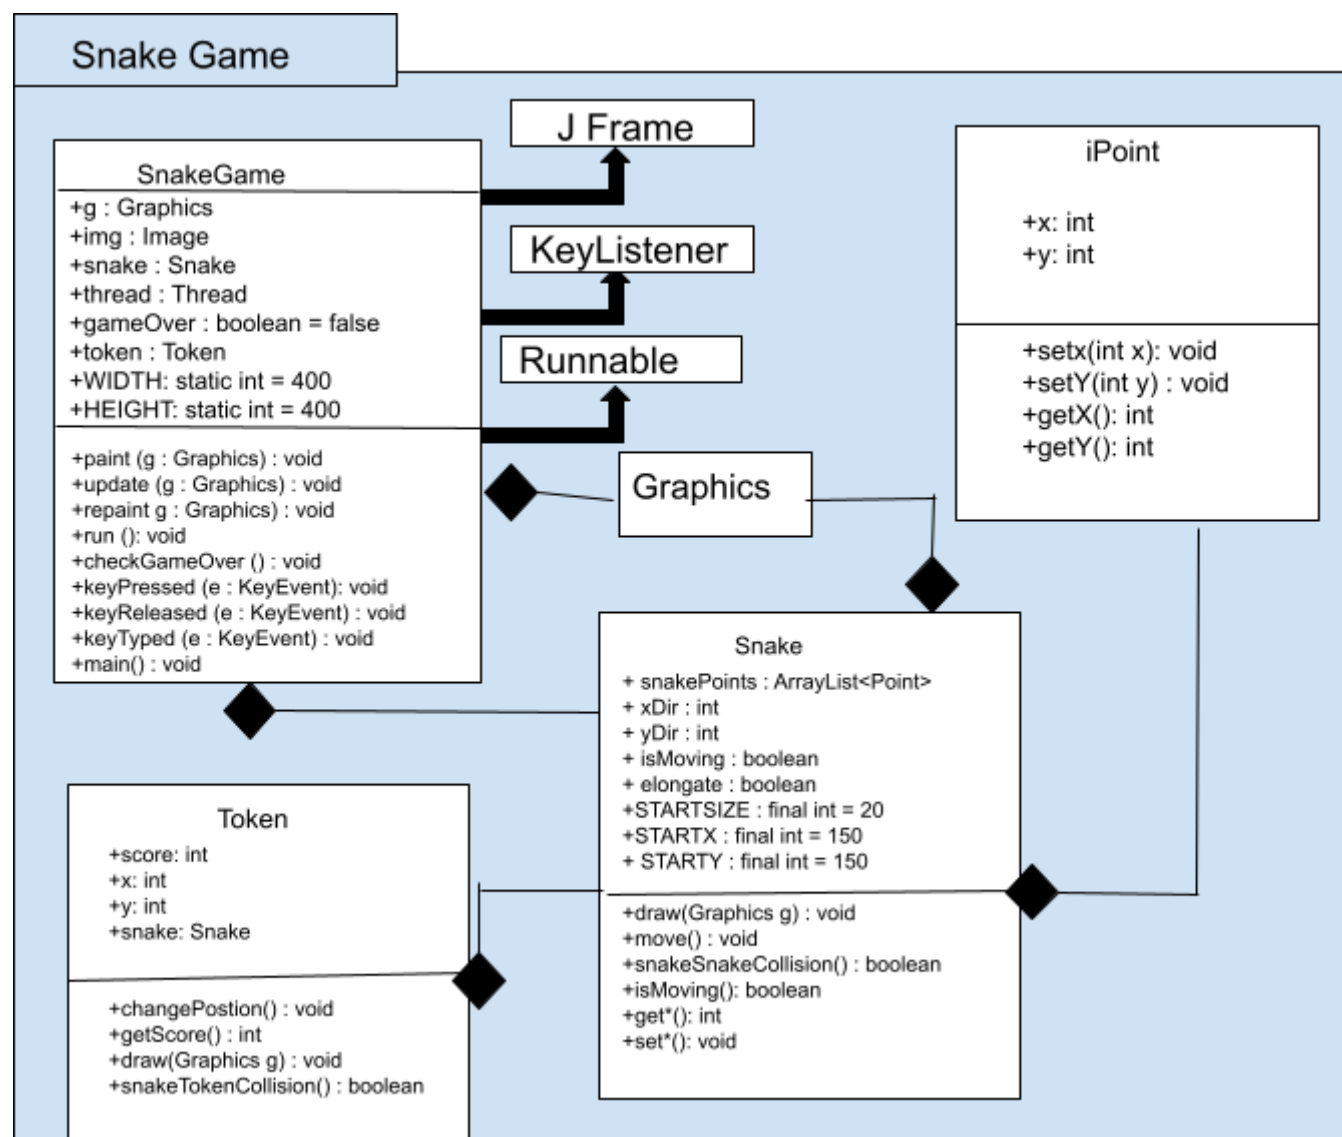 Snake Game
SnakeGame
+g : Graphics
+img : Image
+snake : Snake
+thread : Thread
+gameOver : boolean = false
+token : Token
+WIDTH: static int = 400
+HEIGHT: static int = 400
+paint (g : Graphics) : void
+update (g : Graphics) : void
+repaint g : Graphics) : void
+run (): void
+checkGameOver () : void
+keyPressed (e : KeyEvent): void
+keyReleased (e : KeyEvent) : void
+keyTyped (e : KeyEvent) : void
+main() : void
J Frame
KeyListener
Runnable
Graphics
iPoint
+x: int
+y: int
+setx(int x): void
+setY(int y) : void
+getX(): int
+getY(): int
Snake
+ snakePoints : ArrayList<Point>
+ xDir : int
+ yDir : int
+ isMoving : boolean
+ elongate : boolean
+STARTSIZE : final int = 20
+STARTX : final int = 150
+ STARTY : final int = 150
+draw(Graphics g) : void
+move() : void
+snakeSnakeCollision() : boolean
+isMoving(): boolean
+get*(): int
+set*(): void
Token
+score: int
+x: int
+y: int
+snake: Snake
+changePostion() : void
+getScore() : int
+draw(Graphics g) : void
+snakeTokenCollision() : boolean